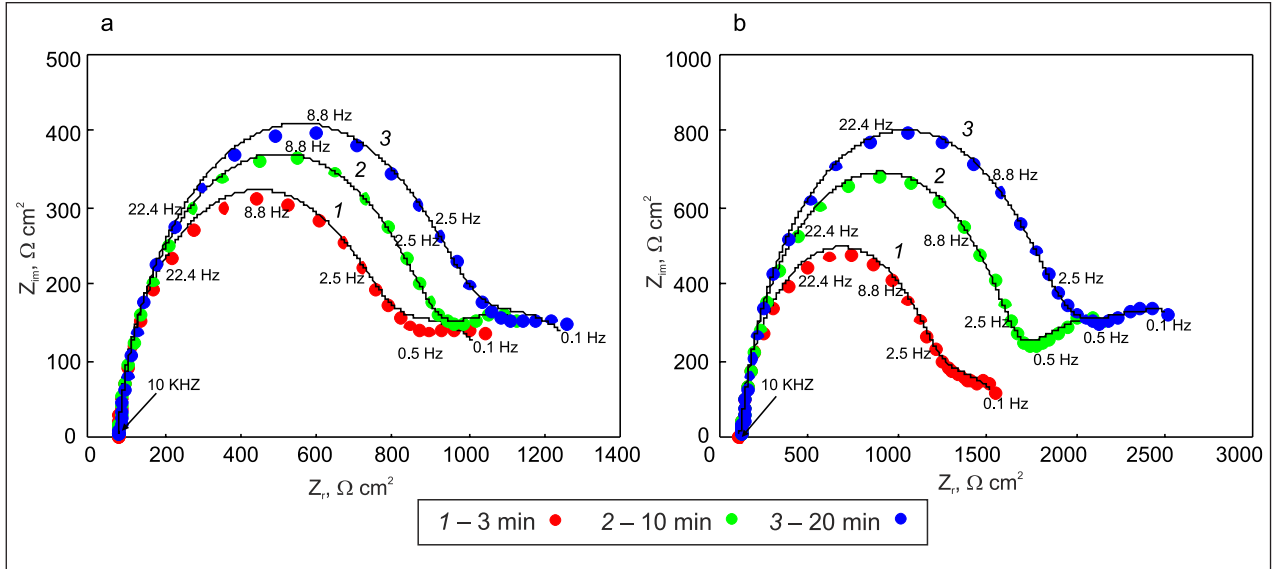 a
b
500
400
300
200
100
0
Z_im, Ω cm²
0
200
400
600
800
1000
1200
1400
Z_r, Ω cm²
8.8 Hz
3
8.8 Hz
2
22.4 Hz
1
8.8 Hz
2.5 Hz
2.5 Hz
22.4 Hz
2.5 Hz
0.5 Hz
0.1 Hz
0.1 Hz
10 KHZ
1000
800
600
400
200
0
Z_im, Ω cm²
0
500
1000
1500
2000
2500
3000
Z_r, Ω cm²
22.4 Hz
3
2
8.8 Hz
22.4 Hz
8.8 Hz
1
22.4 Hz
8.8 Hz
2.5 Hz
2.5 Hz
2.5 Hz
0.5 Hz
0.5 Hz
0.1 Hz
0.1 Hz
10 KHZ
1 – 3 min 2 – 10 min 3 – 20 min